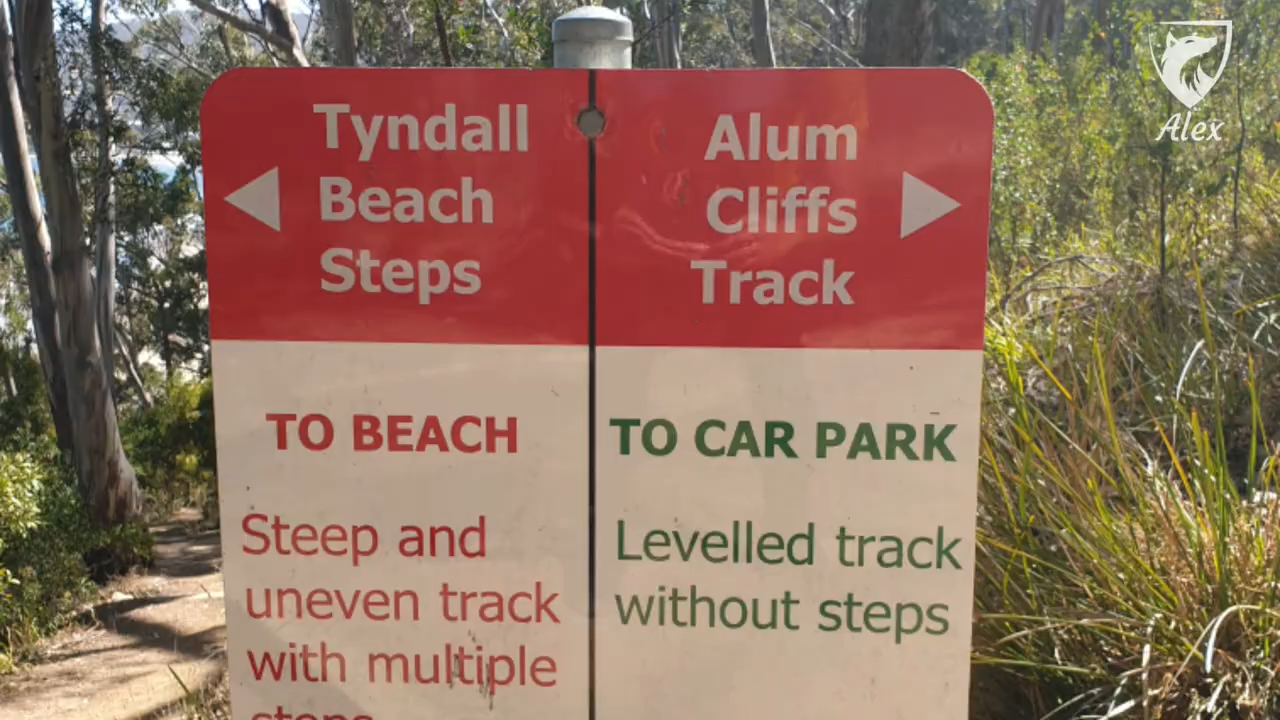 Tyndall
Beach
Steps
TO BEACH
Steep and
uneven track
with multiple
steps
Alum
Cliffs
Track
TO CAR PARK
Levelled track
without steps
Alex